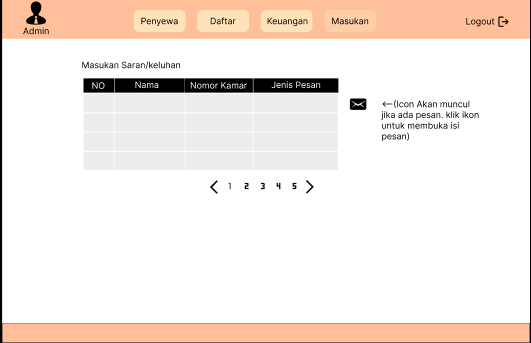 Admin
Penyewa
Daftar
Keuangan
Masukan
Logout
Masukan Saran/keluhan
NO Nama Nomor Kamar Jenis Pesan
←(Icon Akan muncul
jika ada pesan. klik ikon
untuk membuka isi
pesan)
1 2 3 4 5